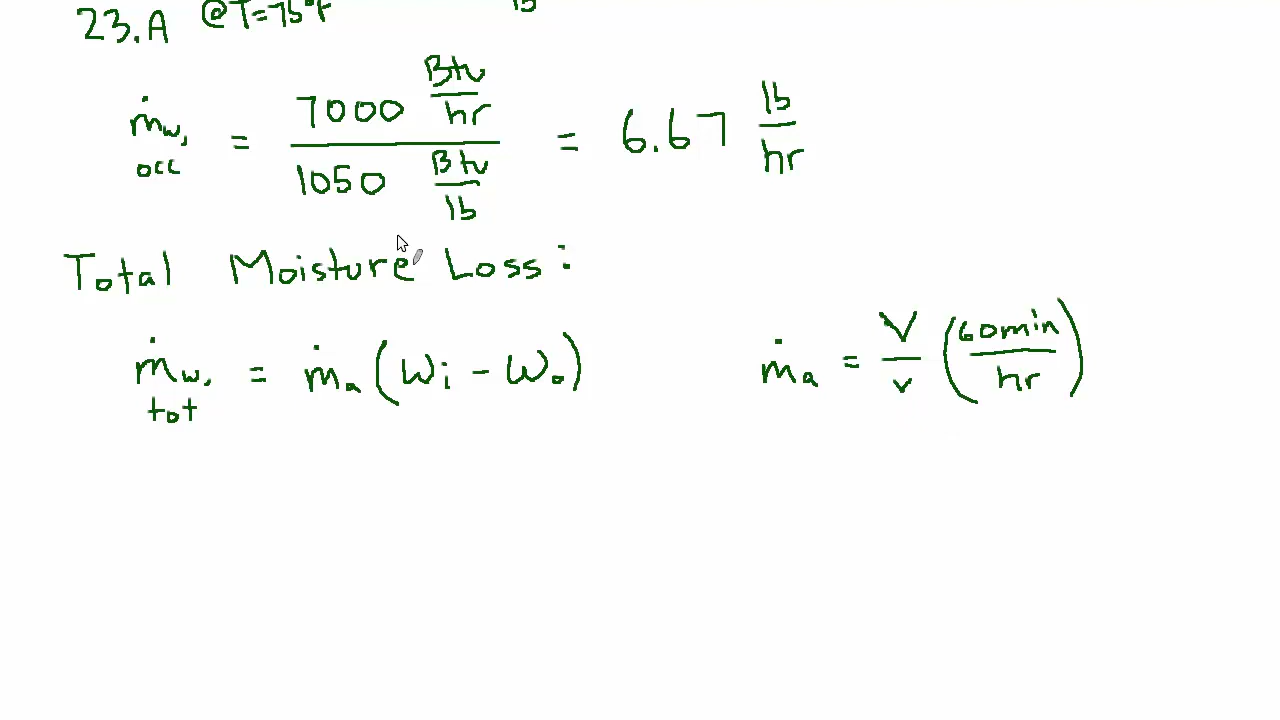 23.A @T=75°F lb
ṁw,occ = 7000 Btu/hr / 1050 Btu/lb = 6.67 lb/hr
Total Moisture Loss:
ṁw,tot = ṁa (Wi - Wo) ṁa = V/v (60min/hr)